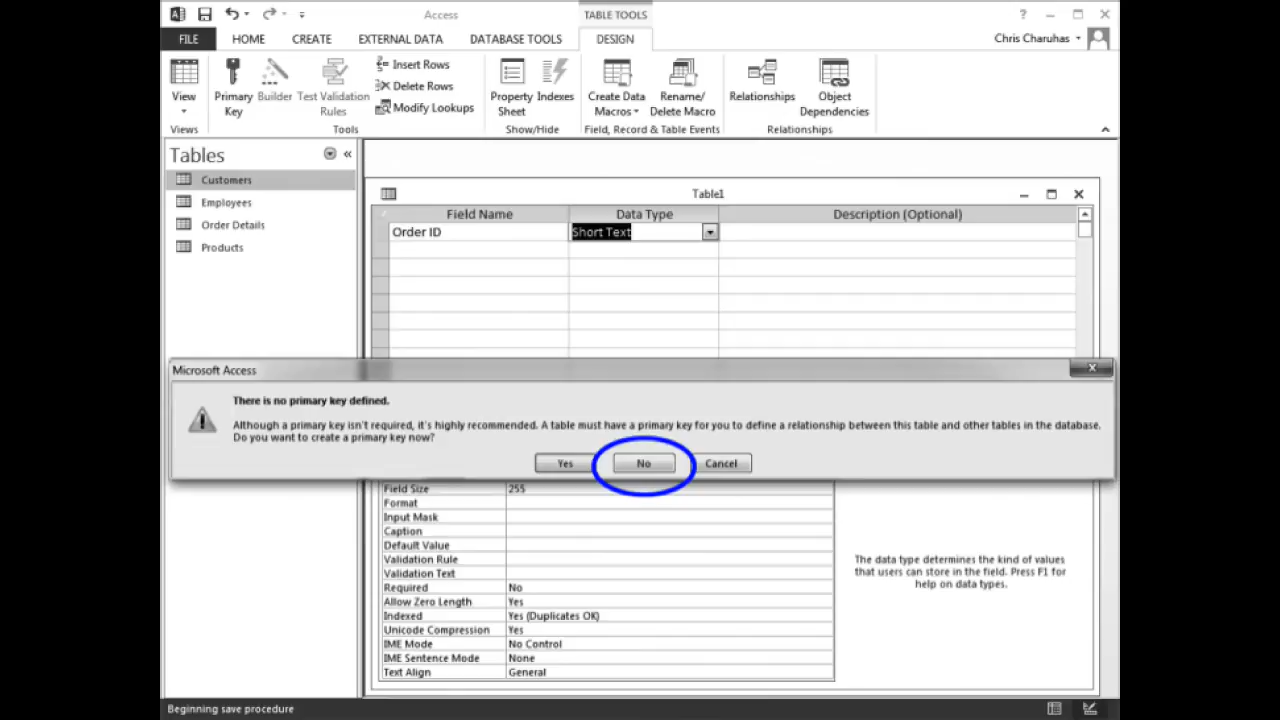 Access
TABLE TOOLS
?
Chris Charuhas
FILE
HOME
CREATE
EXTERNAL DATA
DATABASE TOOLS
DESIGN
View
Primary
Key
Builder
Test Validation
Rules
Insert Rows
Delete Rows
Modify Lookups
Property
Sheet
Indexes
Create Data
Macros
Rename/
Delete Macro
Relationships
Object
Dependencies
Views
Tools
Show/Hide
Field, Record & Table Events
Relationships
Tables
Customers
Employees
Order Details
Products
Table1
Field Name
Data Type
Description (Optional)
Order ID
Short Text
Microsoft Access
There is no primary key defined.
Although a primary key isn't required, it's highly recommended. A table must have a primary key for you to define a relationship between this table and other tables in the database.
Do you want to create a primary key now?
Yes
No
Cancel
Field Size 255
Format
Input Mask
Caption
Default Value
Validation Rule
Validation Text
Required No
Allow Zero Length Yes
Indexed Yes (Duplicates OK)
Unicode Compression Yes
IME Mode No Control
IME Sentence Mode None
Text Align General
The data type determines the kind of values
that users can store in the field. Press F1 for
help on data types.
Beginning save procedure